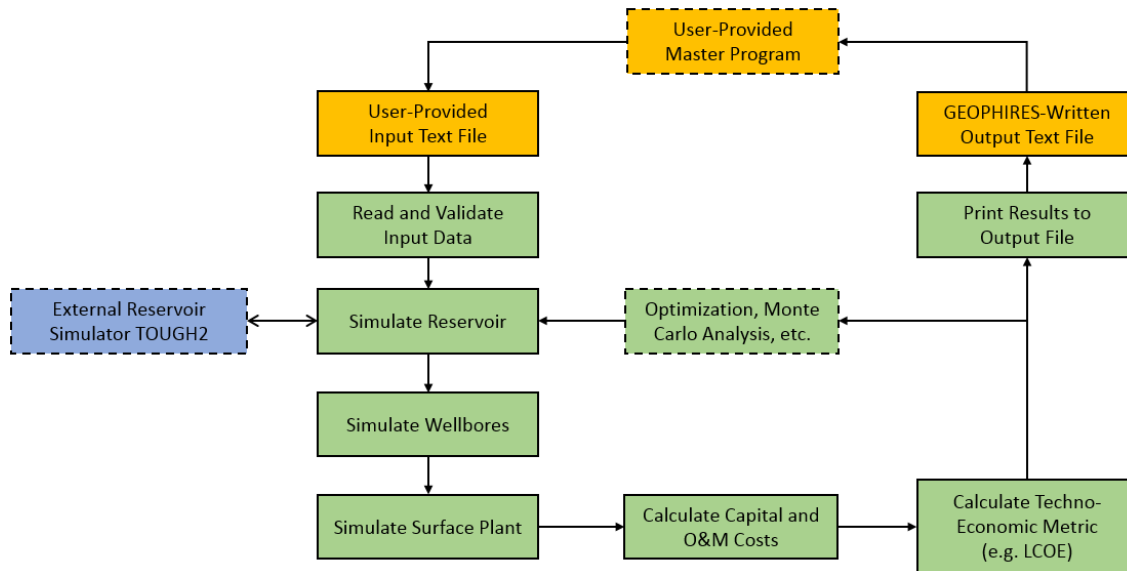 User-Provided
Master Program
User-Provided
Input Text File
GEOPHIRES-Written
Output Text File
Read and Validate
Input Data
Print Results to
Output File
External Reservoir
Simulator TOUGH2
Simulate Reservoir
Optimization, Monte
Carlo Analysis, etc.
Simulate Wellbores
Simulate Surface Plant
Calculate Capital and
O&M Costs
Calculate Techno-
Economic Metric
(e.g. LCOE)